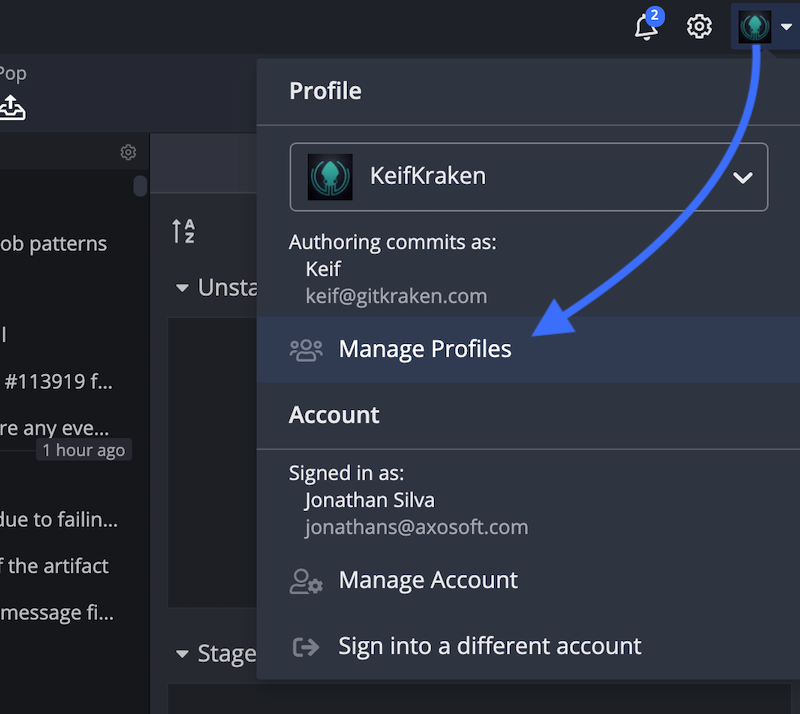 2
Pop
Profile
KeifKraken
ob patterns
A
Z
Authoring commits as:
Keif
keif@gitkraken.com
Unsta
Manage Profiles
#113919 f...
Account
re any eve...
1 hour ago
Signed in as:
Jonathan Silva
jonathans@axosoft.com
due to failin...
f the artifact
Manage Account
message fi...
Stage
Sign into a different account